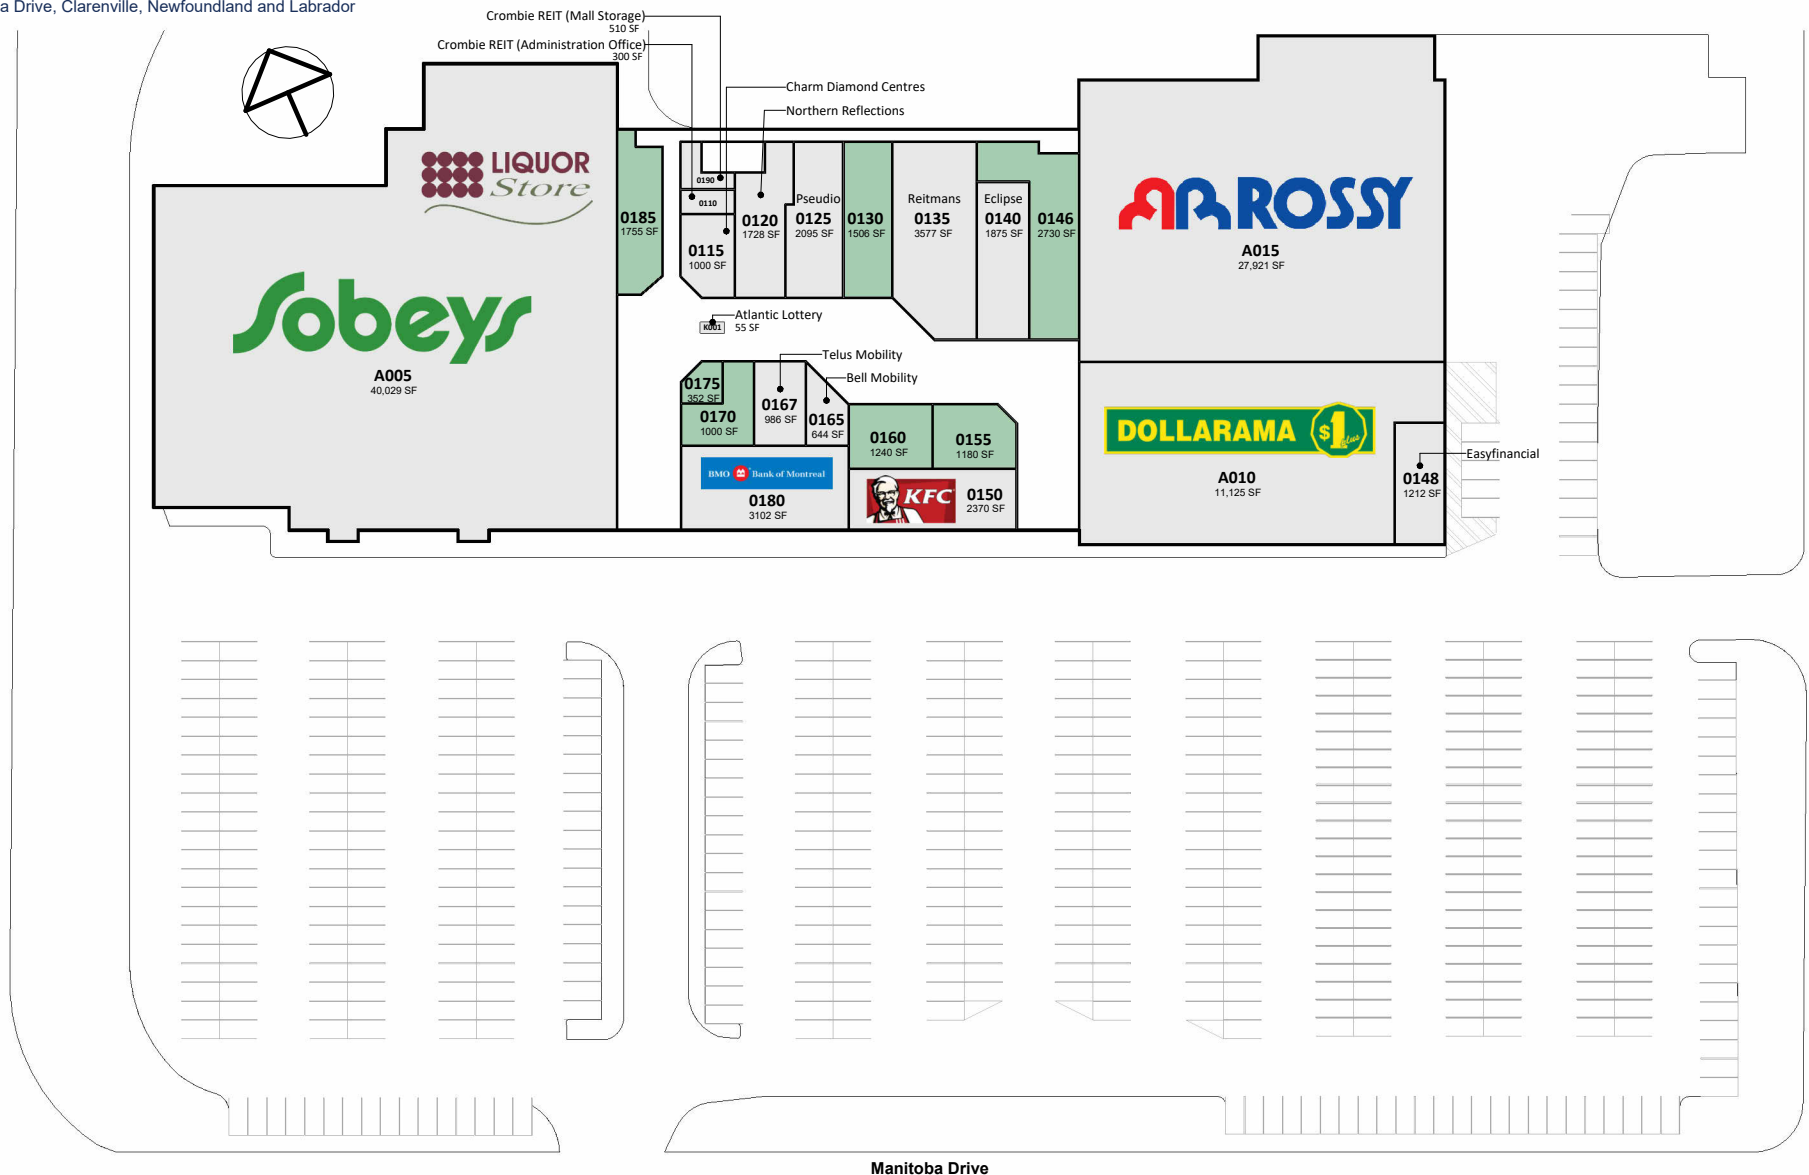 a Drive, Clarenville, Newfoundland and Labrador
Crombie REIT (Mall Storage)
510 SF
Crombie REIT (Administration Office)
300 SF
Charm Diamond Centres
Northern Reflections
LIQUOR
Store
Sobeys
A005
40,029 SF
0185
1755 SF
0190
0110
0115
1000 SF
0120
1728 SF
Pseudio
0125
2095 SF
0130
1506 SF
Reitmans
0135
3577 SF
Eclipse
0140
1875 SF
0146
2730 SF
ROSSY
A015
27,921 SF
Atlantic Lottery
K001
55 SF
Telus Mobility
Bell Mobility
0175
352 SF
0170
1000 SF
0167
986 SF
0165
644 SF
0160
1240 SF
0155
1180 SF
BMO Bank of Montreal
0180
3102 SF
KFC
0150
2370 SF
DOLLARAMA $1 plus
A010
11,125 SF
Easyfinancial
0148
1212 SF
Manitoba Drive